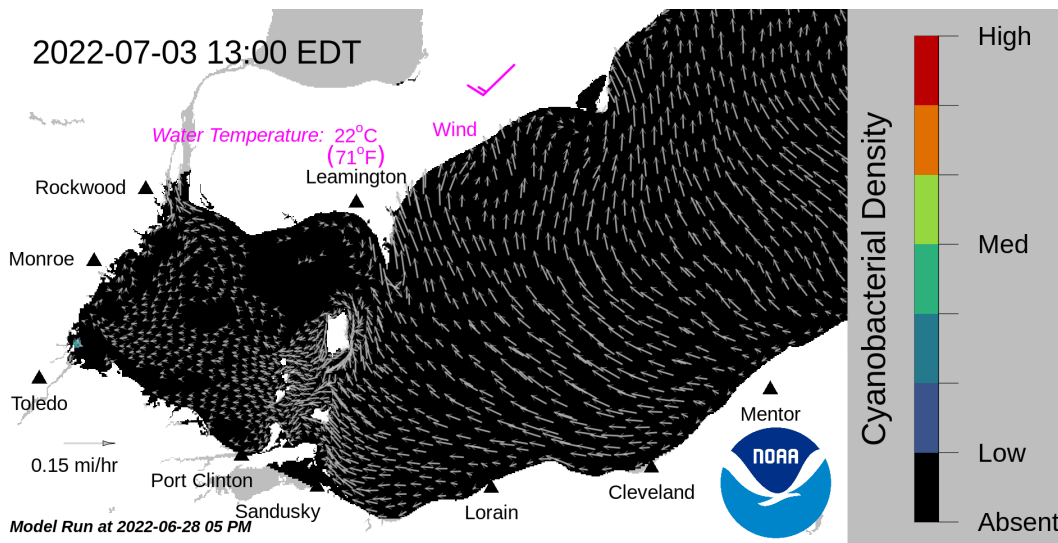 2022-07-03 13:00 EDT
High
Water Temperature: 22°C
(71°F)
Wind
Leamington
Rockwood
Monroe
Med
Cyanobacterial Density
Toledo
Mentor
0.15 mi/hr
NOAA
Low
Port Clinton
Cleveland
Sandusky
Lorain
Model Run at 2022-06-28 05 PM
Absent